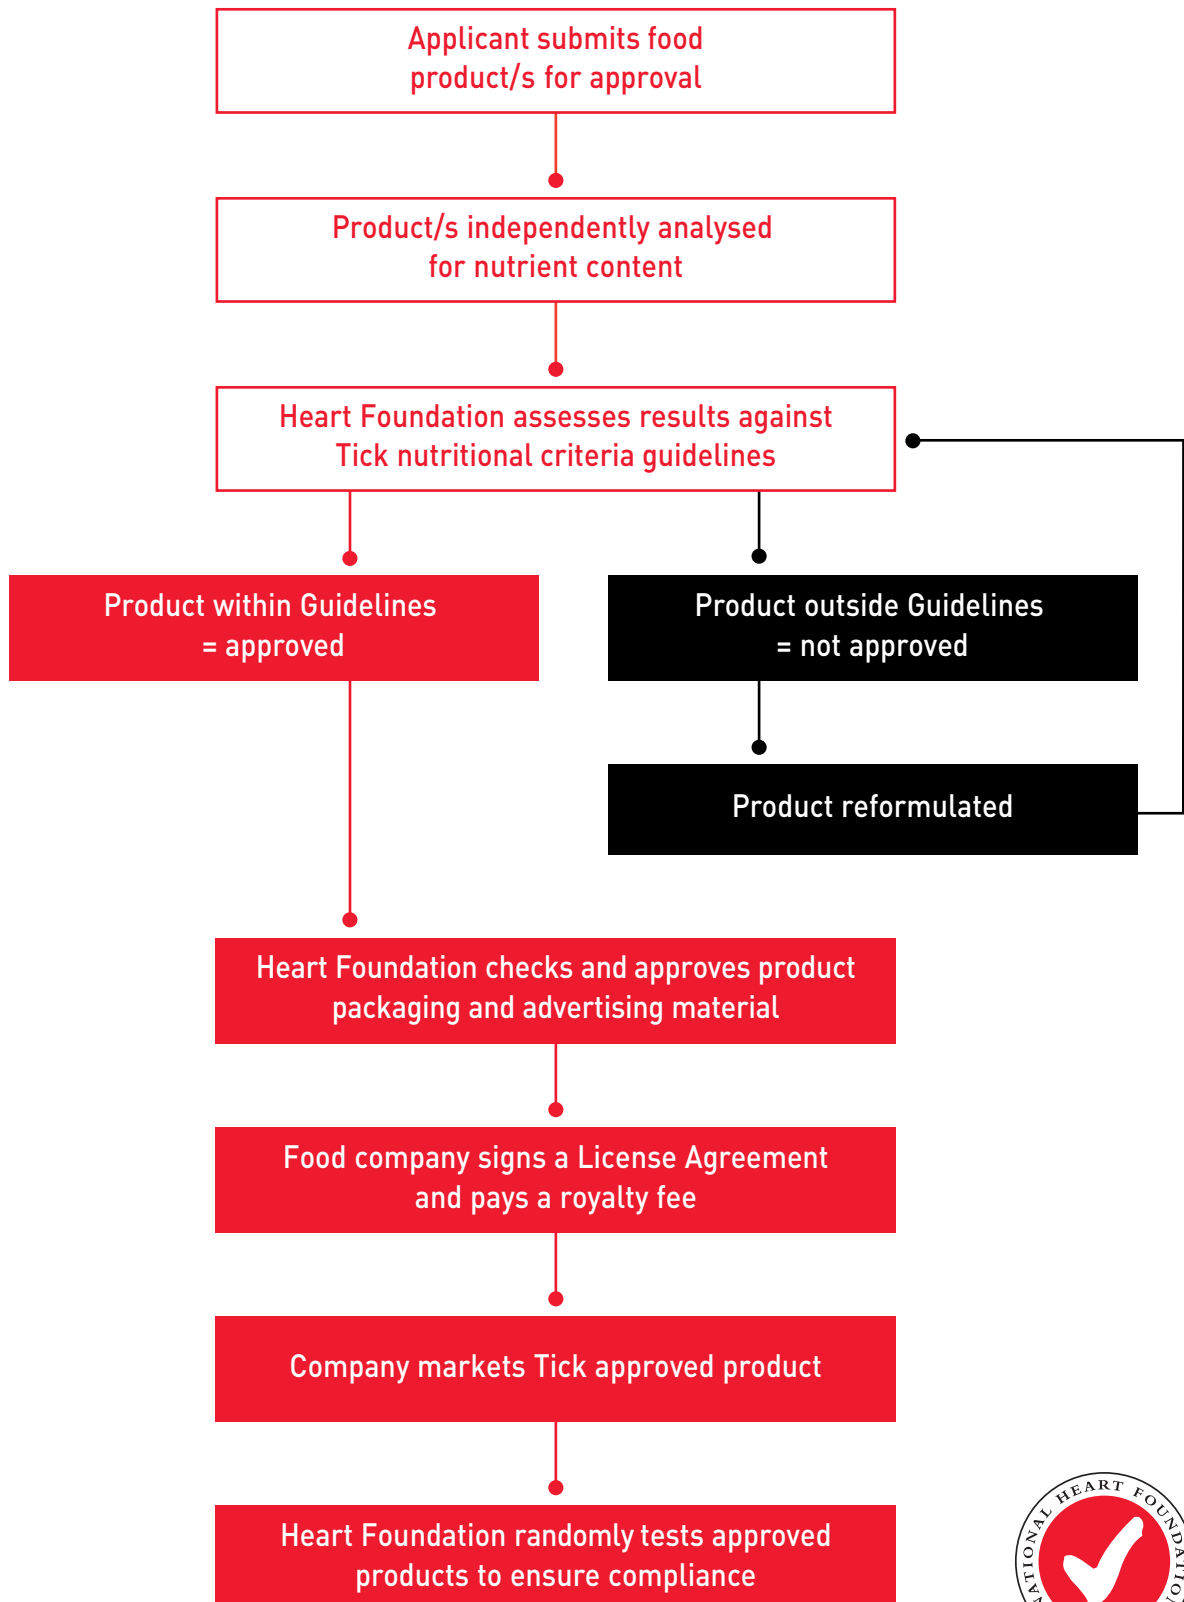 Applicant submits food
product/s for approval
Product/s independently analysed
for nutrient content
Heart Foundation assesses results against
Tick nutritional criteria guidelines
Product within Guidelines
= approved
Product outside Guidelines
= not approved
Product reformulated
Heart Foundation checks and approves product
packaging and advertising material
Food company signs a License Agreement
and pays a royalty fee
Company markets Tick approved product
Heart Foundation randomly tests approved
products to ensure compliance
NATIONAL HEART FOUNDATION